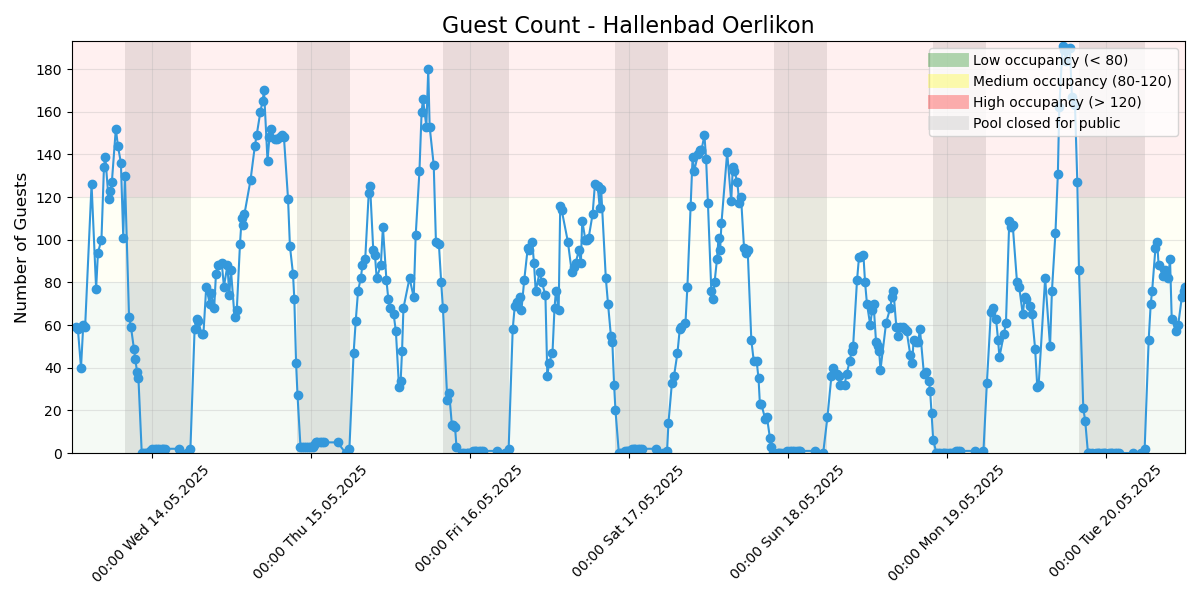 Guest Count - Hallenbad Oerlikon
Number of Guests
180
160
140
120
100
80
60
40
20
0
Low occupancy (< 80)
Medium occupancy (80-120)
High occupancy (> 120)
Pool closed for public
00:00 Wed 14.05.2025
00:00 Thu 15.05.2025
00:00 Fri 16.05.2025
00:00 Sat 17.05.2025
00:00 Sun 18.05.2025
00:00 Mon 19.05.2025
00:00 Tue 20.05.2025